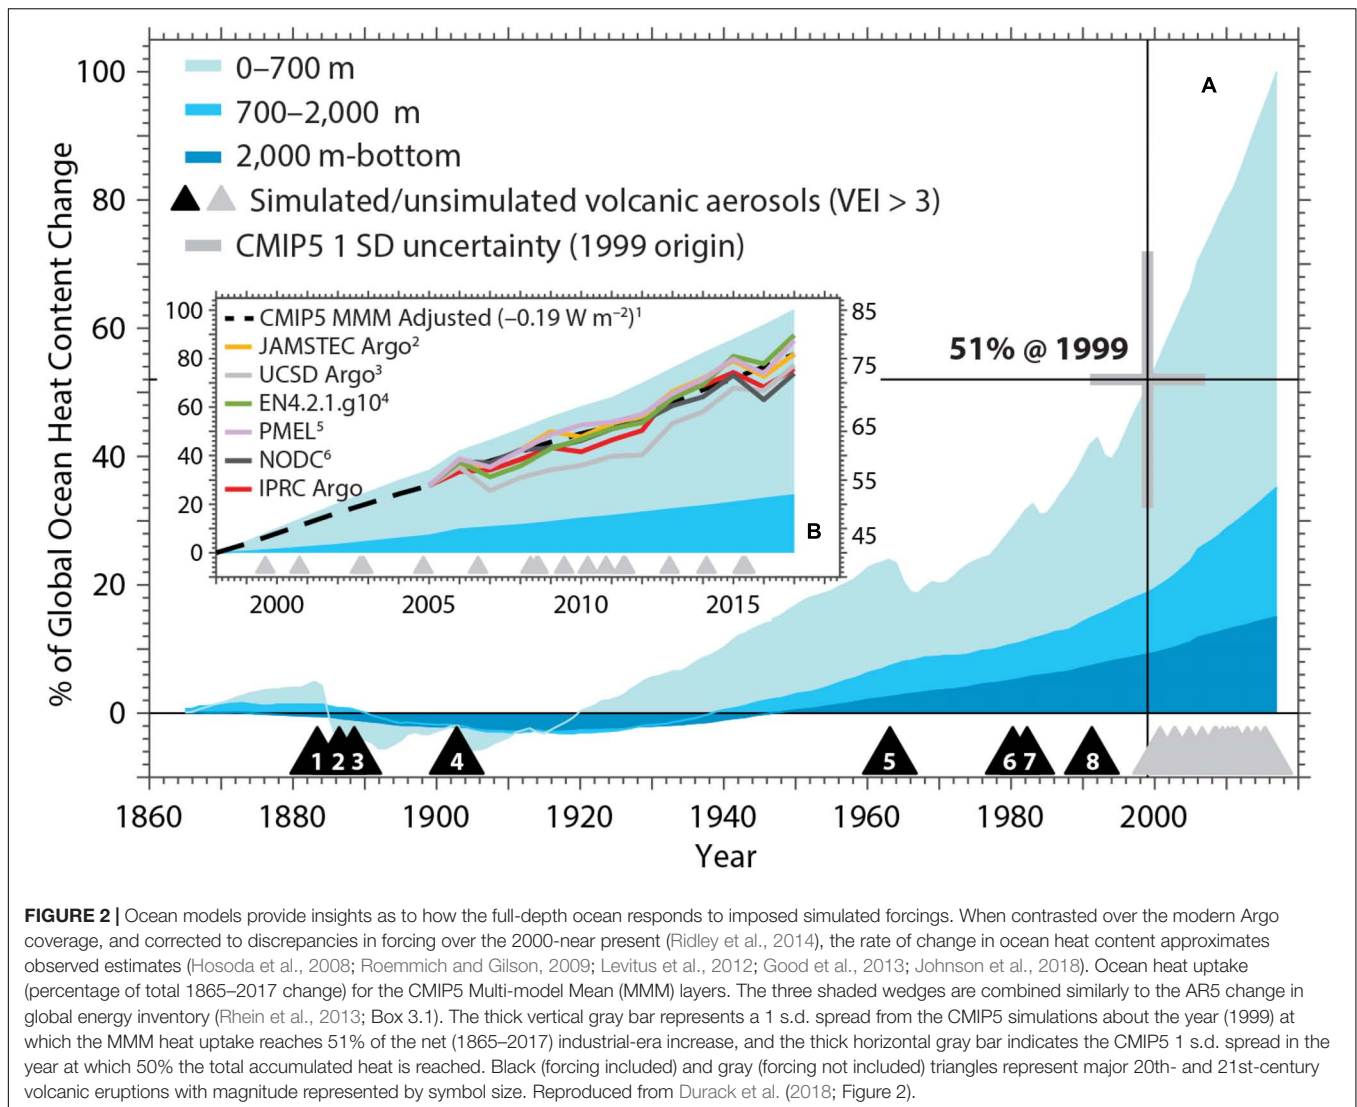 % of Global Ocean Heat Content Change
100
80
60
40
20
0
0–700 m
700–2,000 m
2,000 m-bottom
Simulated/unsimulated volcanic aerosols (VEI > 3)
CMIP5 1 SD uncertainty (1999 origin)
A
51% @ 1999
100
80
60
40
20
0
CMIP5 MMM Adjusted (–0.19 W m⁻²)¹
JAMSTEC Argo²
UCSD Argo³
EN4.2.1.g10⁴
PMEL⁵
NODC⁶
IPRC Argo
B
85
75
65
55
45
2000 2005 2010 2015
1 2 3 4 5 6 7 8
1860 1880 1900 1920 1940 1960 1980 2000
Year
FIGURE 2 | Ocean models provide insights as to how the full-depth ocean responds to imposed simulated forcings. When contrasted over the modern Argo
coverage, and corrected to discrepancies in forcing over the 2000-near present (Ridley et al., 2014), the rate of change in ocean heat content approximates
observed estimates (Hosoda et al., 2008; Roemmich and Gilson, 2009; Levitus et al., 2012; Good et al., 2013; Johnson et al., 2018). Ocean heat uptake
(percentage of total 1865–2017 change) for the CMIP5 Multi-model Mean (MMM) layers. The three shaded wedges are combined similarly to the AR5 change in
global energy inventory (Rhein et al., 2013; Box 3.1). The thick vertical gray bar represents a 1 s.d. spread from the CMIP5 simulations about the year (1999) at
which the MMM heat uptake reaches 51% of the net (1865–2017) industrial-era increase, and the thick horizontal gray bar indicates the CMIP5 1 s.d. spread in the
year at which 50% the total accumulated heat is reached. Black (forcing included) and gray (forcing not included) triangles represent major 20th- and 21st-century
volcanic eruptions with magnitude represented by symbol size. Reproduced from Durack et al. (2018; Figure 2).